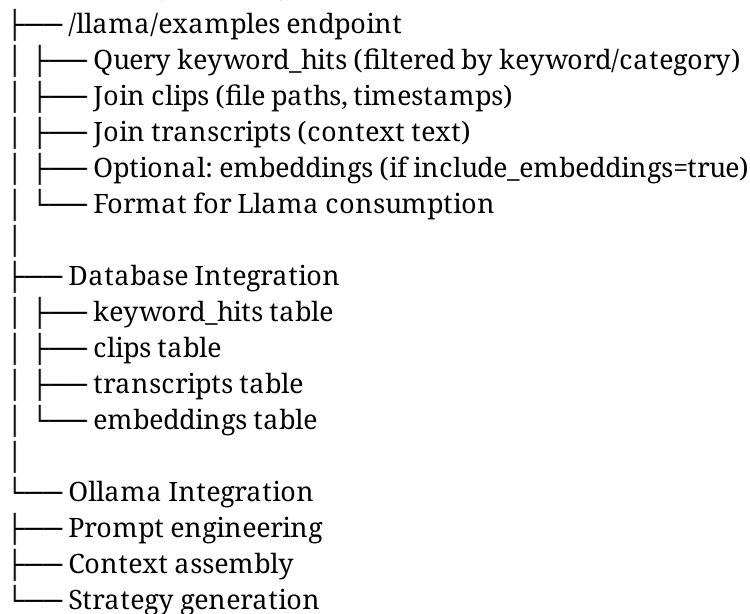 ├── /llama/examples endpoint
│ ├── Query keyword_hits (filtered by keyword/category)
│ ├── Join clips (file paths, timestamps)
│ ├── Join transcripts (context text)
│ ├── Optional: embeddings (if include_embeddings=true)
│ └── Format for Llama consumption
│
├── Database Integration
│ ├── keyword_hits table
│ ├── clips table
│ ├── transcripts table
│ └── embeddings table
│
└── Ollama Integration
├── Prompt engineering
├── Context assembly
└── Strategy generation